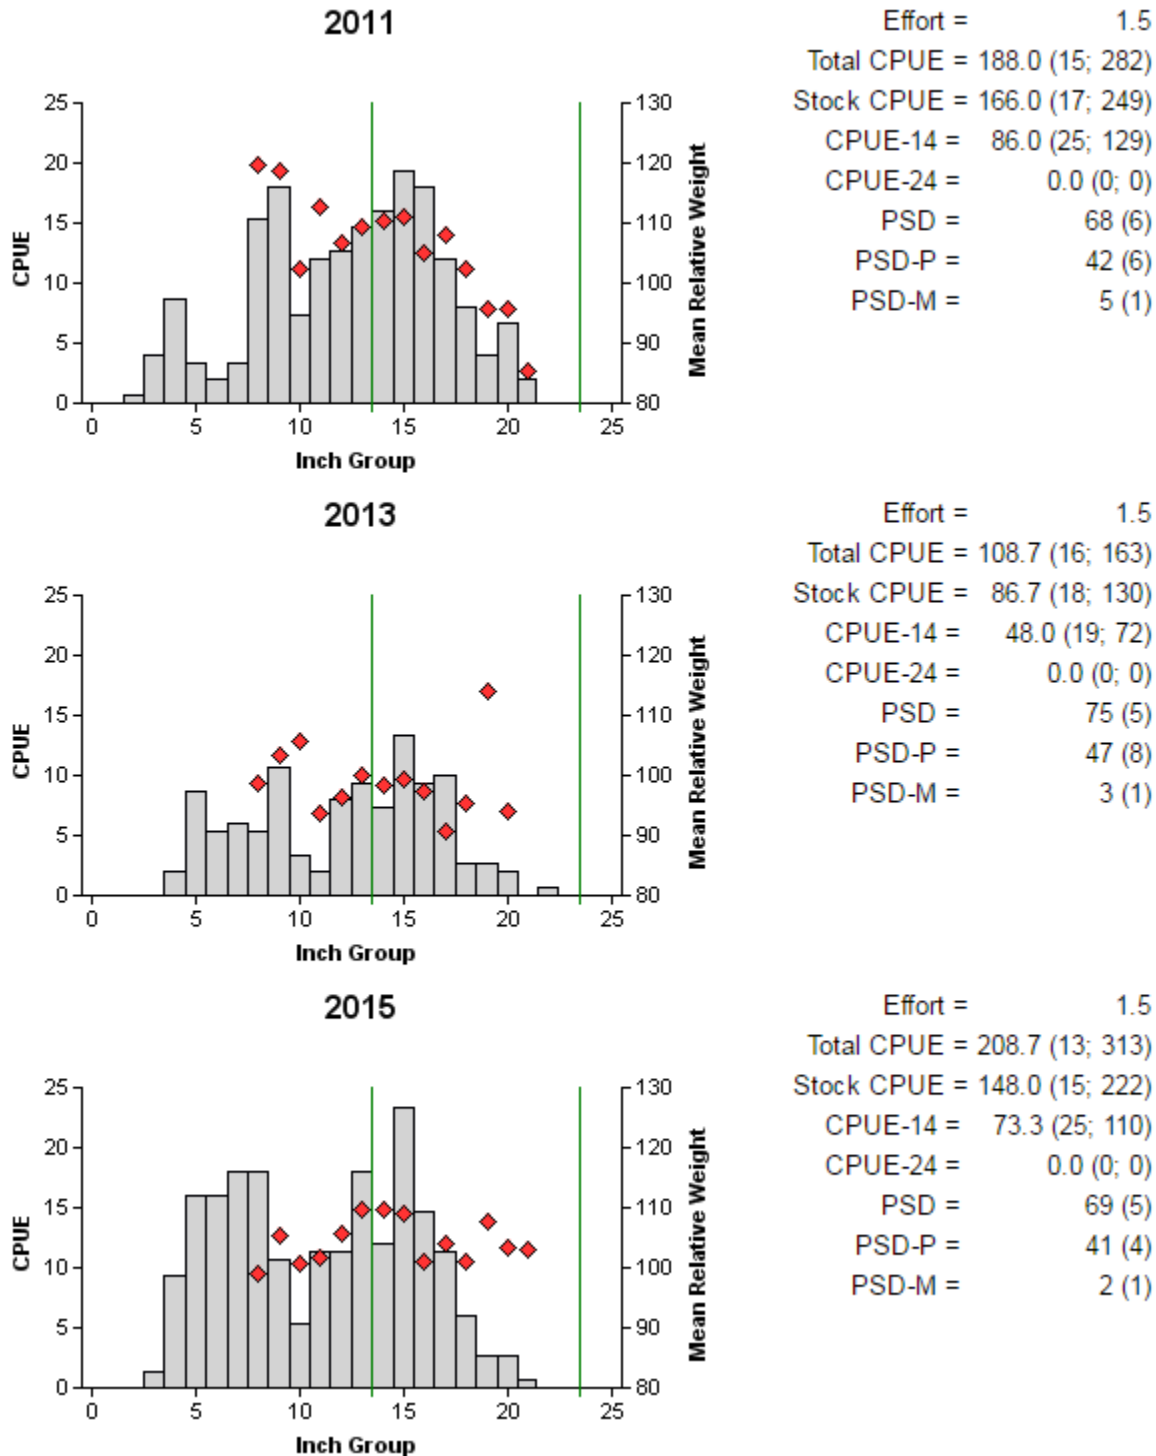 2011
Effort = 1.5
Total CPUE = 188.0 (15; 282)
Stock CPUE = 166.0 (17; 249)
CPUE-14 = 86.0 (25; 129)
CPUE-24 = 0.0 (0; 0)
PSD = 68 (6)
PSD-P = 42 (6)
PSD-M = 5 (1)
25 130
20 120
15 110
10 100
5 90
0 80
CPUE
Mean Relative Weight
0 5 10 15 20 25
Inch Group
2013
Effort = 1.5
Total CPUE = 108.7 (16; 163)
Stock CPUE = 86.7 (18; 130)
CPUE-14 = 48.0 (19; 72)
CPUE-24 = 0.0 (0; 0)
PSD = 75 (5)
PSD-P = 47 (8)
PSD-M = 3 (1)
25 130
20 120
15 110
10 100
5 90
0 80
CPUE
Mean Relative Weight
0 5 10 15 20 25
Inch Group
2015
Effort = 1.5
Total CPUE = 208.7 (13; 313)
Stock CPUE = 148.0 (15; 222)
CPUE-14 = 73.3 (25; 110)
CPUE-24 = 0.0 (0; 0)
PSD = 69 (5)
PSD-P = 41 (4)
PSD-M = 2 (1)
25 130
20 120
15 110
10 100
5 90
0 80
CPUE
Mean Relative Weight
0 5 10 15 20 25
Inch Group